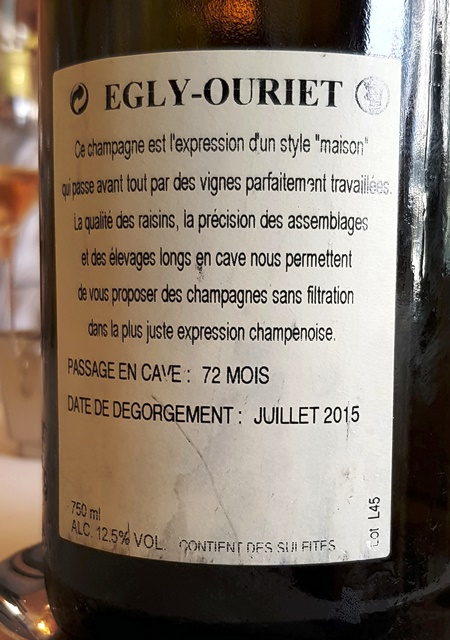 EGLY-OURIET
Ce champagne est l'expression d'un style "maison"
qui passe avant tout par des vignes parfaitement travaillées.
La qualité des raisins, la précision des assemblages
et des élevages longs en cave nous permettent
de vous proposer des champagnes sans filtration
dans la plus juste expression champenoise.
PASSAGE EN CAVE : 72 MOIS
DATE DE DEGORGEMENT : JUILLET 2015
750 ml
ALC. 12.5% VOL. CONTIENT DES SULFITES
Lot L45